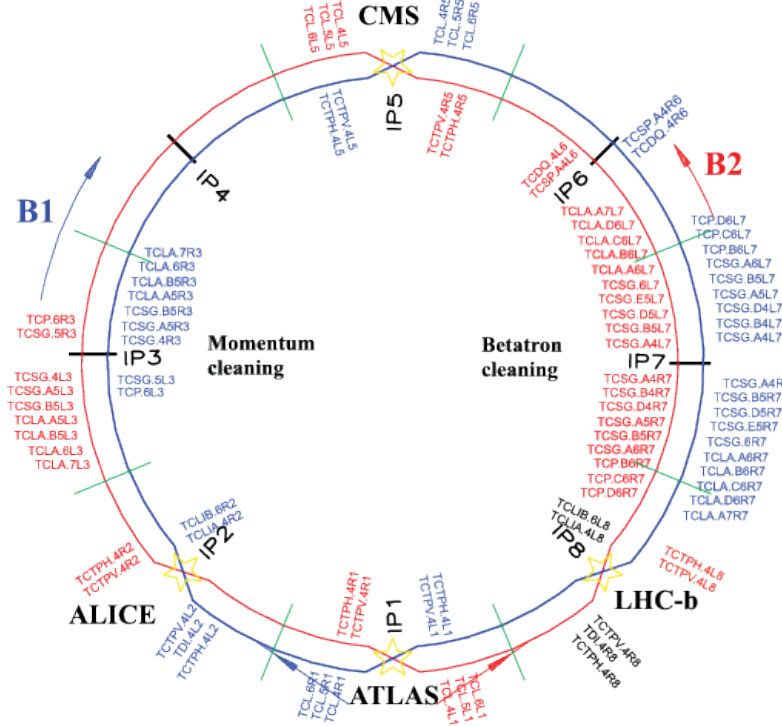 CMS
TCL.4L5
TCL.5L5
TCL.6L5
TCL.4R5
TCL.5R5
TCL.6R5
TCTPV.4L5
TCTPH.4L5
IP5
TCTPV.4R5
TCTPH.4R5
TCSP.A4R6
TCDQ.4R6
TCDQ.4L6
TCSP.A4L6
IP6
IP4
B1
B2
TCLA.A7L7
TCLA.D6L7
TCLA.C6L7
TCLA.B6L7
TCLA.A6L7
TCSG.6L7
TCSG.E5L7
TCSG.D5L7
TCSG.B5L7
TCSG.A4L7
TCP.D6L7
TCP.C6L7
TCP.B6L7
TCSG.A6L7
TCSG.B5L7
TCSG.A5L7
TCSG.D4L7
TCSG.B4L7
TCSG.A4L7
TCLA.7R3
TCLA.6R3
TCLA.B5R3
TCLA.A5R3
TCSG.B5R3
TCSG.A5R3
TCSG.4R3
TCP.6R3
TCSG.5R3
IP3
Momentum
cleaning
Betatron
cleaning
IP7
TCSG.5L3
TCP.6L3
TCSG.4L3
TCSG.A5L3
TCSG.B5L3
TCLA.A5L3
TCLA.B5L3
TCLA.6L3
TCLA.7L3
TCSG.A4R7
TCSG.B4R7
TCSG.D4R7
TCSG.A5R7
TCSG.B5R7
TCSG.A6R7
TCP.B6R7
TCP.C6R7
TCP.D6R7
TCSG.A4R
TCSG.B5R7
TCSG.D5R7
TCSG.E5R7
TCSG.6R7
TCLA.A6R7
TCLA.B6R7
TCLA.C6R7
TCLA.D6R7
TCLA.A7R7
TCLIB.6R2
TCLIA.4R2
IP2
TCLIB.6L8
TCLIA.4L8
IP8
TCTPH.4R2
TCTPV.4R2
TCTPH.4L8
TCTPV.4L8
ALICE
LHC-b
TCTPV.4L2
TDI.4L2
TCTPH.4L2
TCTPH.4R1
TCTPV.4R1
IP1
TCTPH.4L1
TCTPV.4L1
TCTPV.4R8
TDI.4R8
TCTPH.4R8
TCL.6R1
TCL.5R1
TCL.4R1
ATLAS
TCL.6L1
TCL.5L1
TCL.4L1